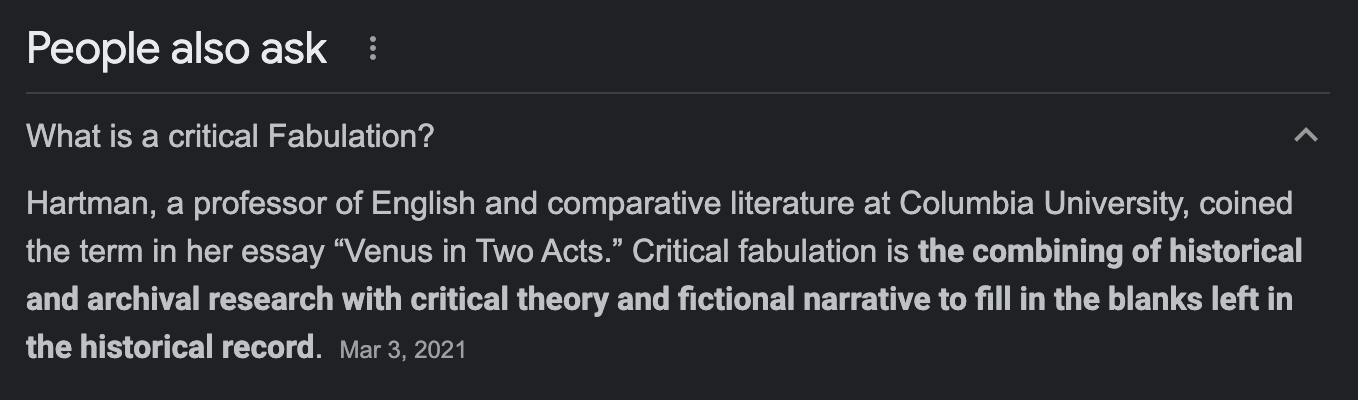 People also ask
What is a critical Fabulation?
Hartman, a professor of English and comparative literature at Columbia University, coined
the term in her essay “Venus in Two Acts.” Critical fabulation is the combining of historical
and archival research with critical theory and fictional narrative to fill in the blanks left in
the historical record. Mar 3, 2021